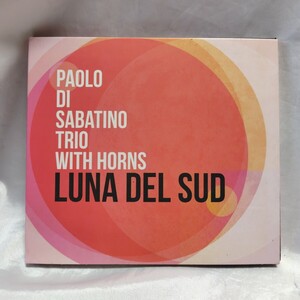 PAOLO
DI
SABATINO
TRIO
WITH HORNS
LUNA DEL SUD